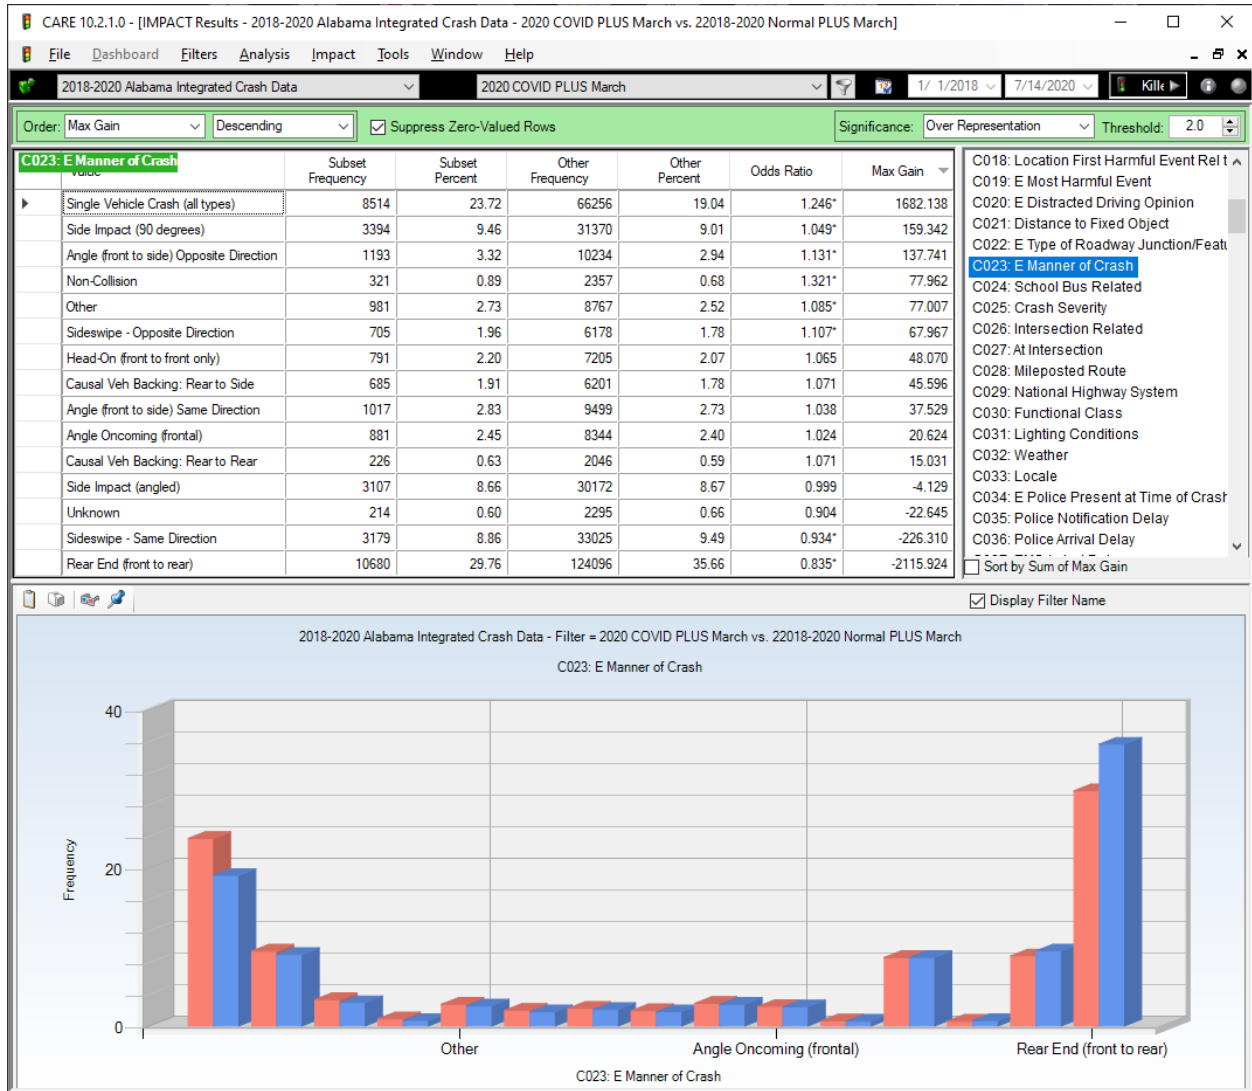 CARE 10.2.1.0 - [IMPACT Results - 2018-2020 Alabama Integrated Crash Data - 2020 COVID PLUS March vs. 22018-2020 Normal PLUS March]
File Dashboard Filters Analysis Impact Tools Window Help
2018-2020 Alabama Integrated Crash Data 2020 COVID PLUS March 1/ 1/2018 7/14/2020 Kille
Order: Max Gain Descending Suppress Zero-Valued Rows Significance: Over Representation Threshold: 2.0
C023: E Manner of Crash Subset Frequency Subset Percent Other Frequency Other Percent Odds Ratio Max Gain
Single Vehicle Crash (all types) 8514 23.72 66256 19.04 1.246* 1682.138
Side Impact (90 degrees) 3394 9.46 31370 9.01 1.049* 159.342
Angle (front to side) Opposite Direction 1193 3.32 10234 2.94 1.131* 137.741
Non-Collision 321 0.89 2357 0.68 1.321* 77.962
Other 981 2.73 8767 2.52 1.085* 77.007
Sideswipe - Opposite Direction 705 1.96 6178 1.78 1.107* 67.967
Head-On (front to front only) 791 2.20 7205 2.07 1.065 48.070
Causal Veh Backing: Rear to Side 685 1.91 6201 1.78 1.071 45.596
Angle (front to side) Same Direction 1017 2.83 9499 2.73 1.038 37.529
Angle Oncoming (frontal) 881 2.45 8344 2.40 1.024 20.624
Causal Veh Backing: Rear to Rear 226 0.63 2046 0.59 1.071 15.031
Side Impact (angled) 3107 8.66 30172 8.67 0.999 -4.129
Unknown 214 0.60 2295 0.66 0.904 -22.645
Sideswipe - Same Direction 3179 8.86 33025 9.49 0.934* -226.310
Rear End (front to rear) 10680 29.76 124096 35.66 0.835* -2115.924
C018: Location First Harmful Event Rel t
C019: E Most Harmful Event
C020: E Distracted Driving Opinion
C021: Distance to Fixed Object
C022: E Type of Roadway Junction/Featu
C023: E Manner of Crash
C024: School Bus Related
C025: Crash Severity
C026: Intersection Related
C027: At Intersection
C028: Mileposted Route
C029: National Highway System
C030: Functional Class
C031: Lighting Conditions
C032: Weather
C033: Locale
C034: E Police Present at Time of Crash
C035: Police Notification Delay
C036: Police Arrival Delay
Sort by Sum of Max Gain
Display Filter Name
2018-2020 Alabama Integrated Crash Data - Filter = 2020 COVID PLUS March vs. 22018-2020 Normal PLUS March
C023: E Manner of Crash
40
20
0
Frequency
Other Angle Oncoming (frontal) Rear End (front to rear)
C023: E Manner of Crash